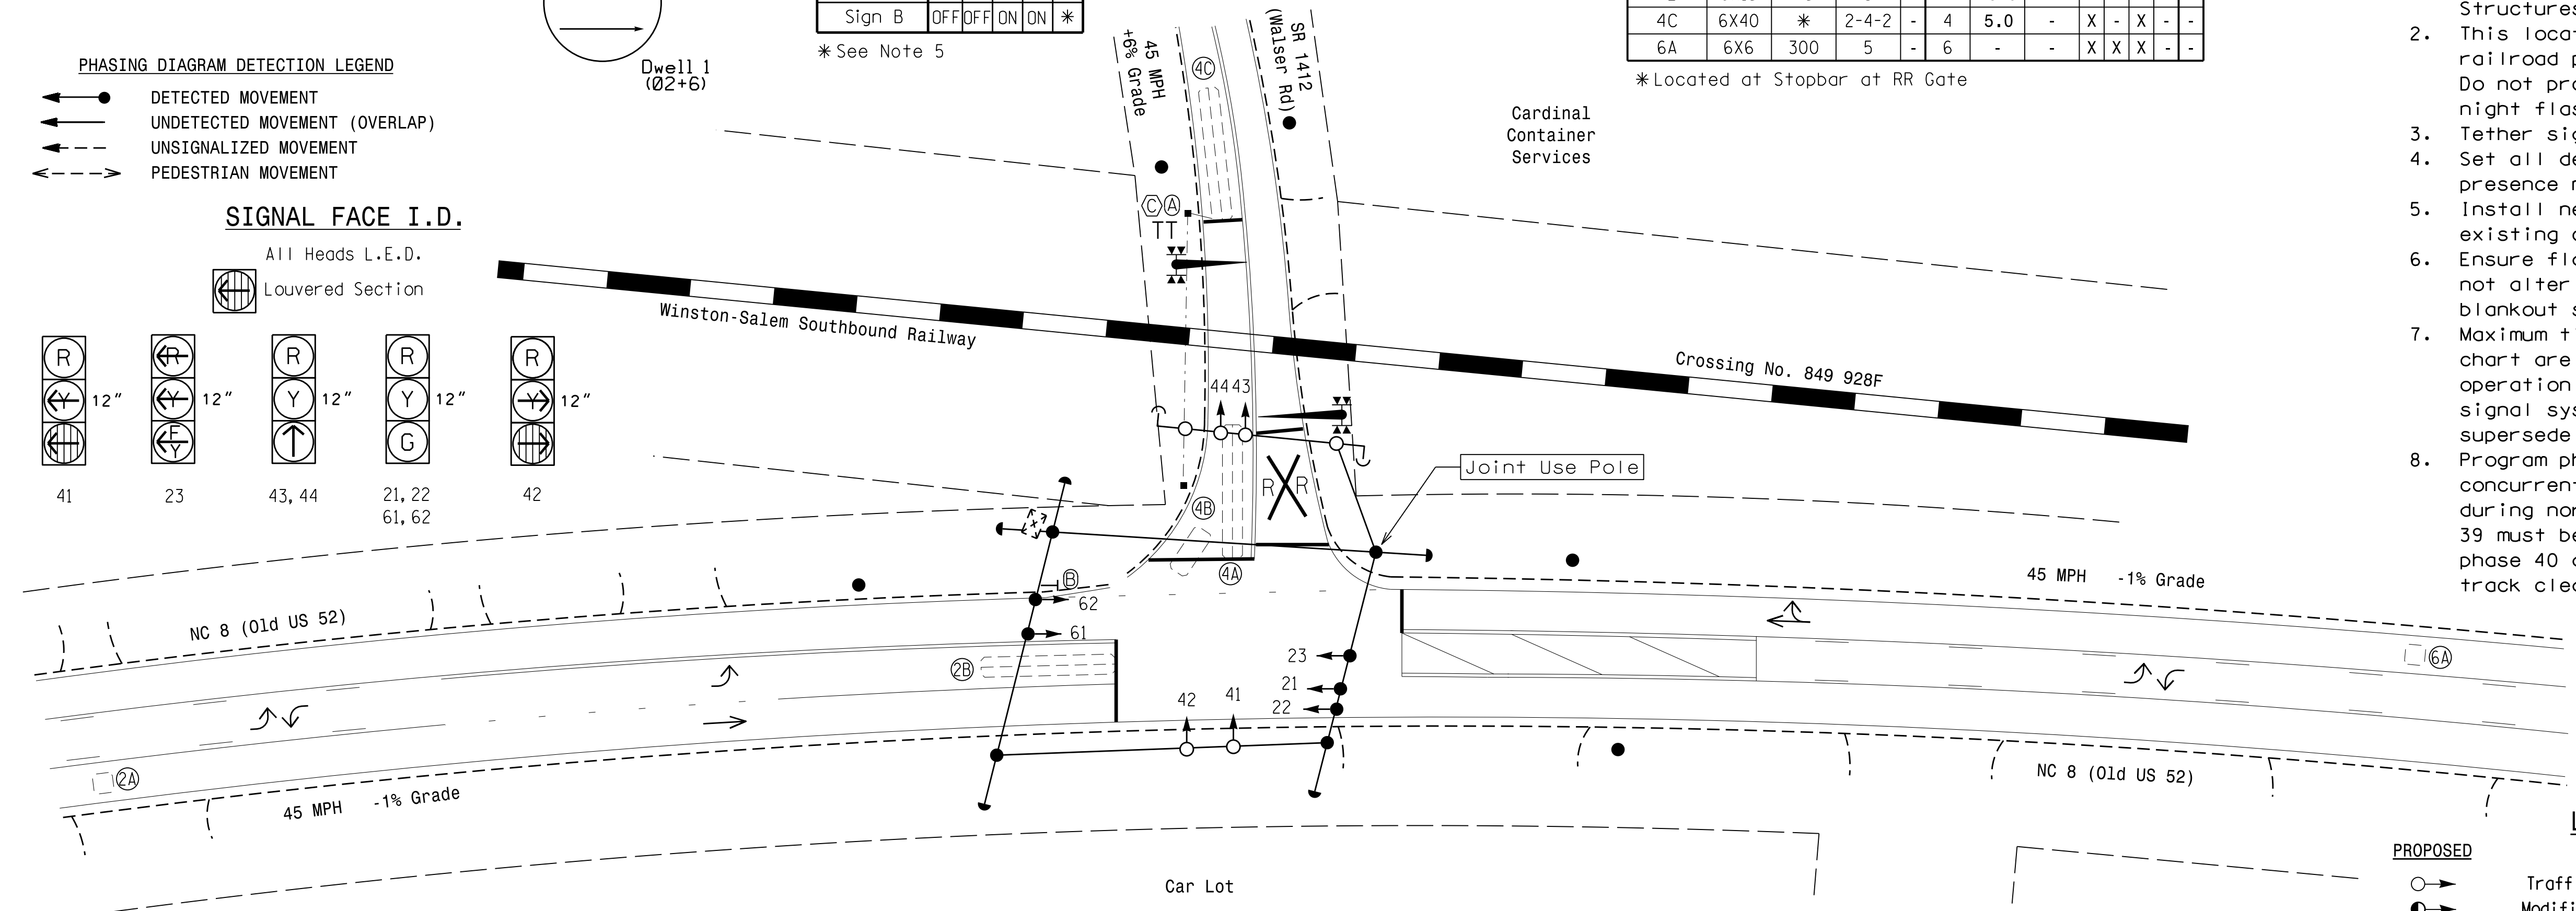 Sign B OFF OFF ON ON *
* See Note 5
Dwell 1
(02+6)
PHASING DIAGRAM DETECTION LEGEND
DETECTED MOVEMENT
UNDETECTED MOVEMENT (OVERLAP)
UNSIGNALIZED MOVEMENT
PEDESTRIAN MOVEMENT
SIGNAL FACE I.D.
All Heads L.E.D.
Louvered Section
R R R R R
Y 12" Y 12" Y 12" Y 12" Y 12"
F Y G
41 23 43, 44 21, 22 42
61, 62
4C 6X40 * 2-4-2 - 4 5.0 - X - X - -
6A 6X6 300 5 - 6 - - X X X - -
* Located at Stopbar at RR Gate
45 MPH
+6% Grade
4C
SR 1412
(Walser Rd)
Cardinal
Container
Services
C A
Winston-Salem Southbound Railway
Crossing No. 849 928F
44 43
R R
Joint Use Pole
4B
4A
B
62
61
2B
23
21
22
42 41
NC 8 (Old US 52)
45 MPH -1% Grade
6A
2A
45 MPH -1% Grade
NC 8 (Old US 52)
Car Lot
Structures
2. This loca
railroad p
Do not pro
night flas
3. Tether sig
4. Set all de
presence m
5. Install ne
existing
6. Ensure fla
not alter
blankout s
7. Maximum t
chart are
operation
signal sys
supersede
8. Program ph
concurrent
during nor
39 must be
phase 40
track clea
L
PROPOSED
Traff
Modifi